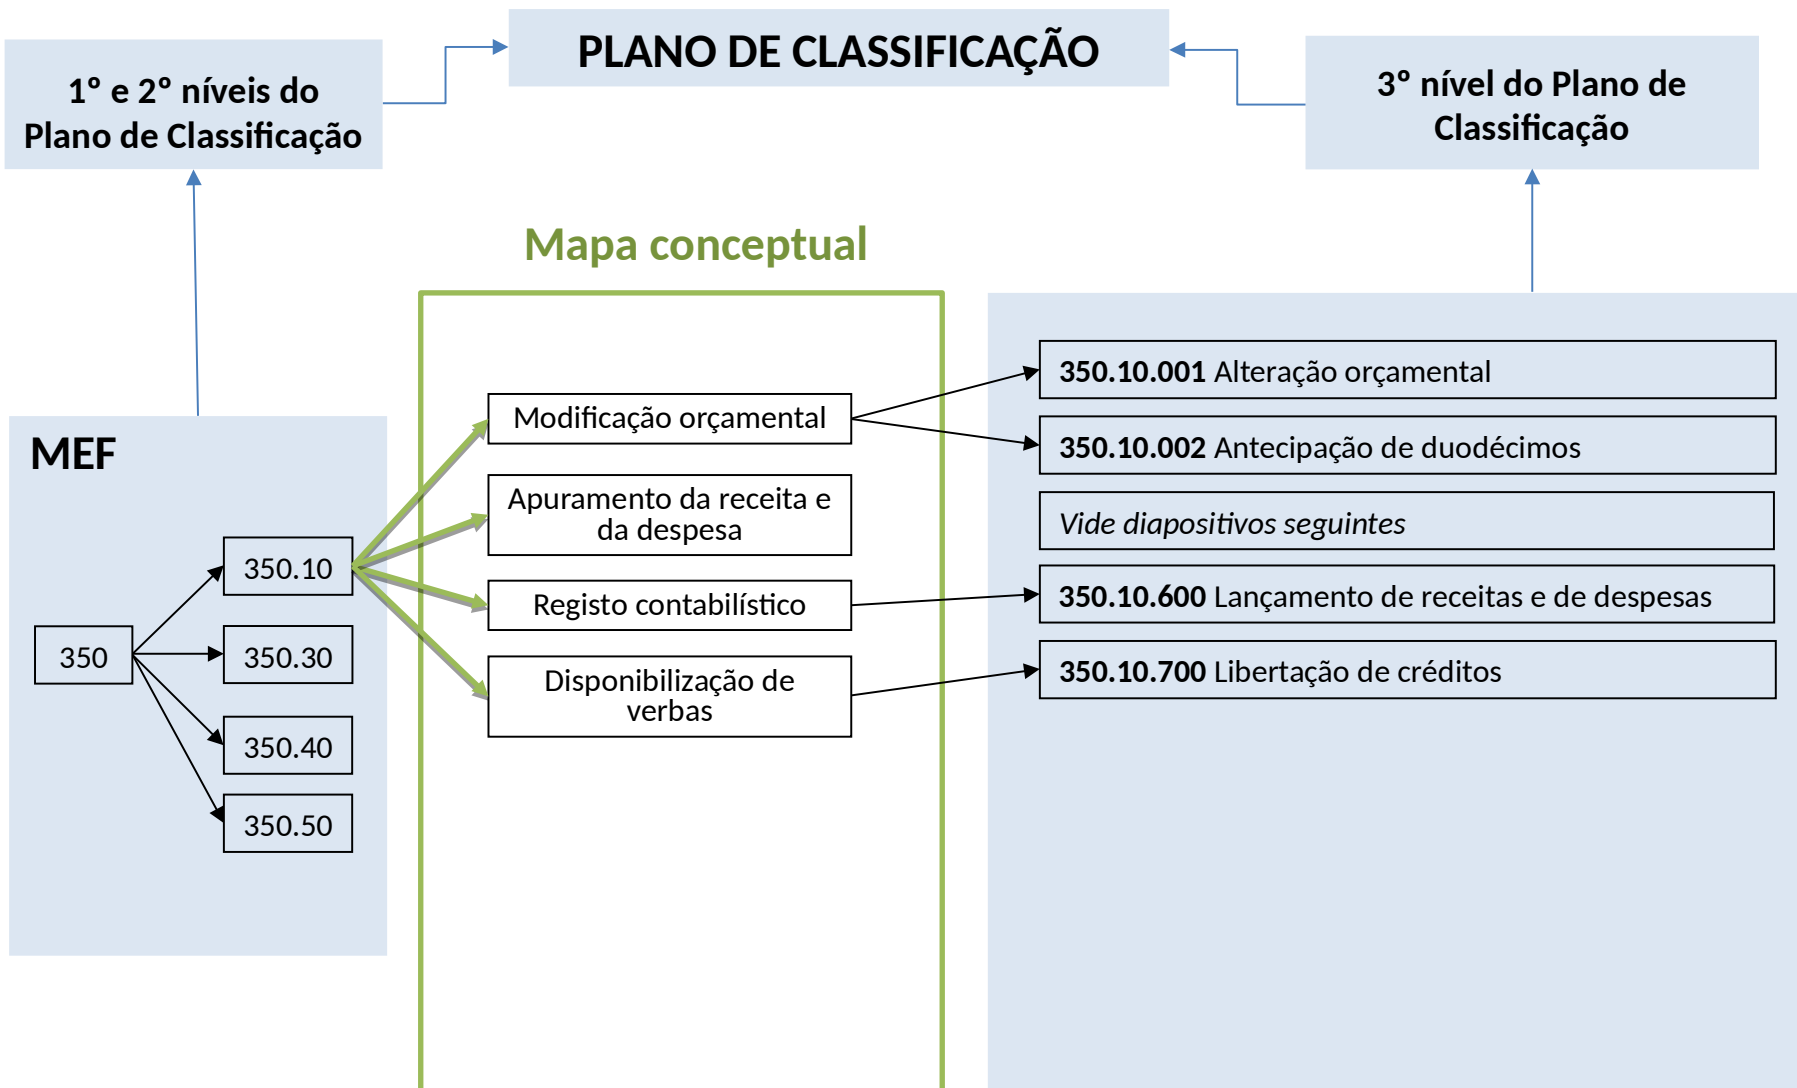 PLANO DE CLASSIFICAÇÃO
1º e 2º níveis do
Plano de Classificação
3º nível do Plano de
Classificação
Mapa conceptual
MEF
350
350.10
350.30
350.40
350.50
Modificação orçamental
Apuramento da receita e
da despesa
Registo contabilístico
Disponibilização de
verbas
350.10.001 Alteração orçamental
350.10.002 Antecipação de duodécimos
Vide diapositivos seguintes
350.10.600 Lançamento de receitas e de despesas
350.10.700 Libertação de créditos